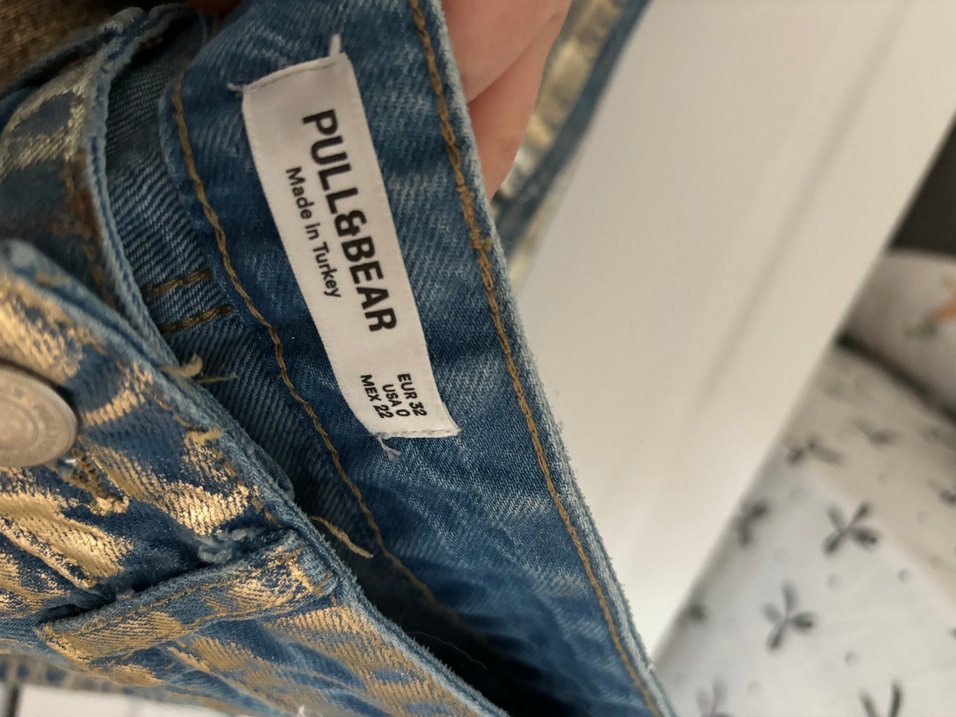 PULL&BEAR
Made in Turkey
EUR 32
USA 0
MEX 22